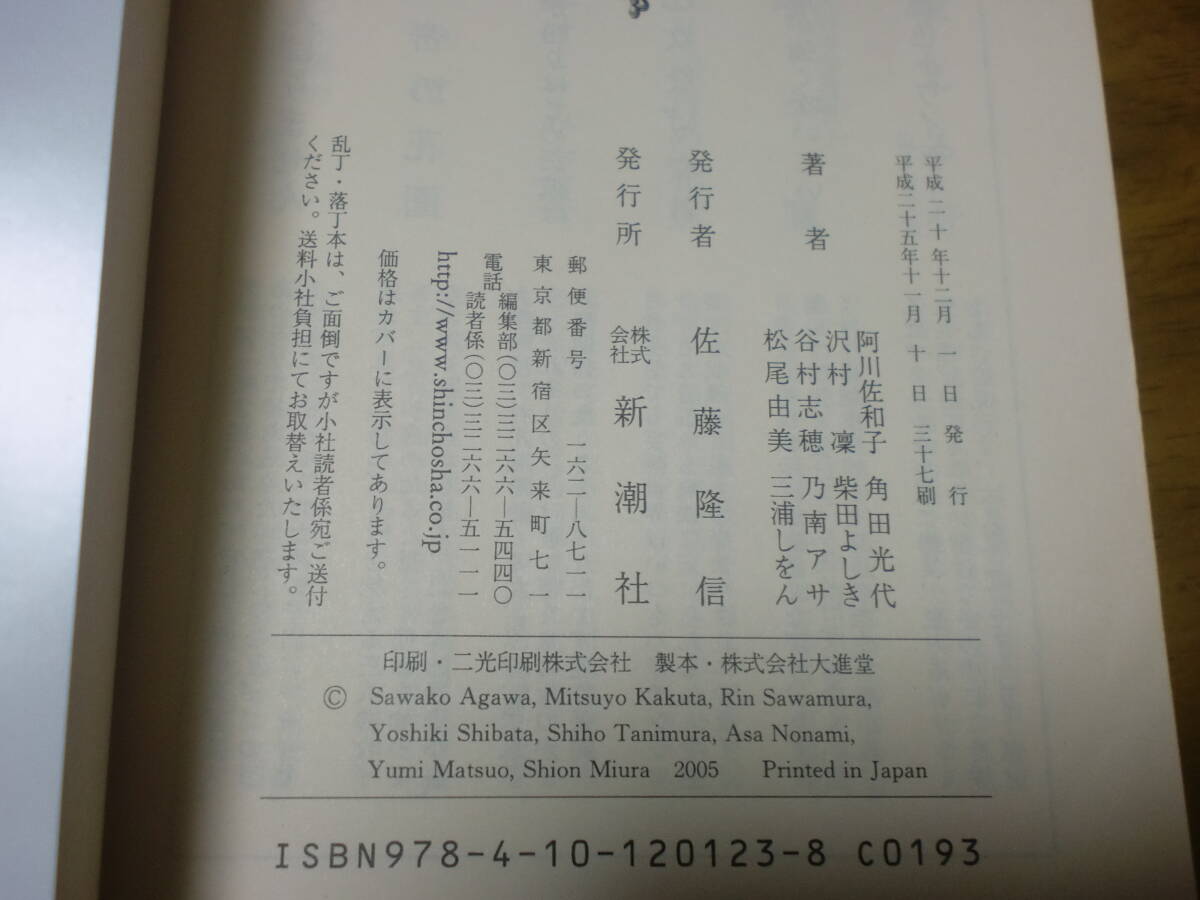 平成二十年十二月一日発行
平成二十五年十一月十日三十七刷
著者
阿川佐和子 角田光代
沢村凜 柴田よしき
谷村志穂 乃南アサ
松尾由美 三浦しをん
発行者 佐藤隆信
発行所 株式会社 新潮社
郵便番号 一六二―八七一一
東京都新宿区矢来町七一
電話 編集部(〇三)三二六六―五四四〇
読者係(〇三)三二六六―五一一一
http://www.shinchosha.co.jp
価格はカバーに表示してあります。
乱丁・落丁本は、ご面倒ですが小社読者係宛ご送付
ください。送料小社負担にてお取替えいたします。
印刷・二光印刷株式会社 製本・株式会社大進堂
© Sawako Agawa, Mitsuyo Kakuta, Rin Sawamura,
Yoshiki Shibata, Shiho Tanimura, Asa Nonami,
Yumi Matsuo, Shion Miura 2005 Printed in Japan
ISBN978-4-10-120123-8 C0193